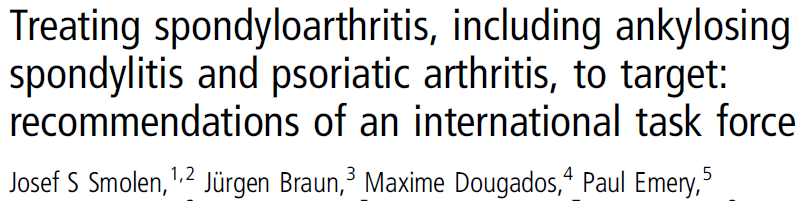 Treating spondyloarthritis, including ankylosing
spondylitis and psoriatic arthritis, to target:
recommendations of an international task force
Josef S Smolen,1,2 Jürgen Braun,3 Maxime Dougados,4 Paul Emery,5